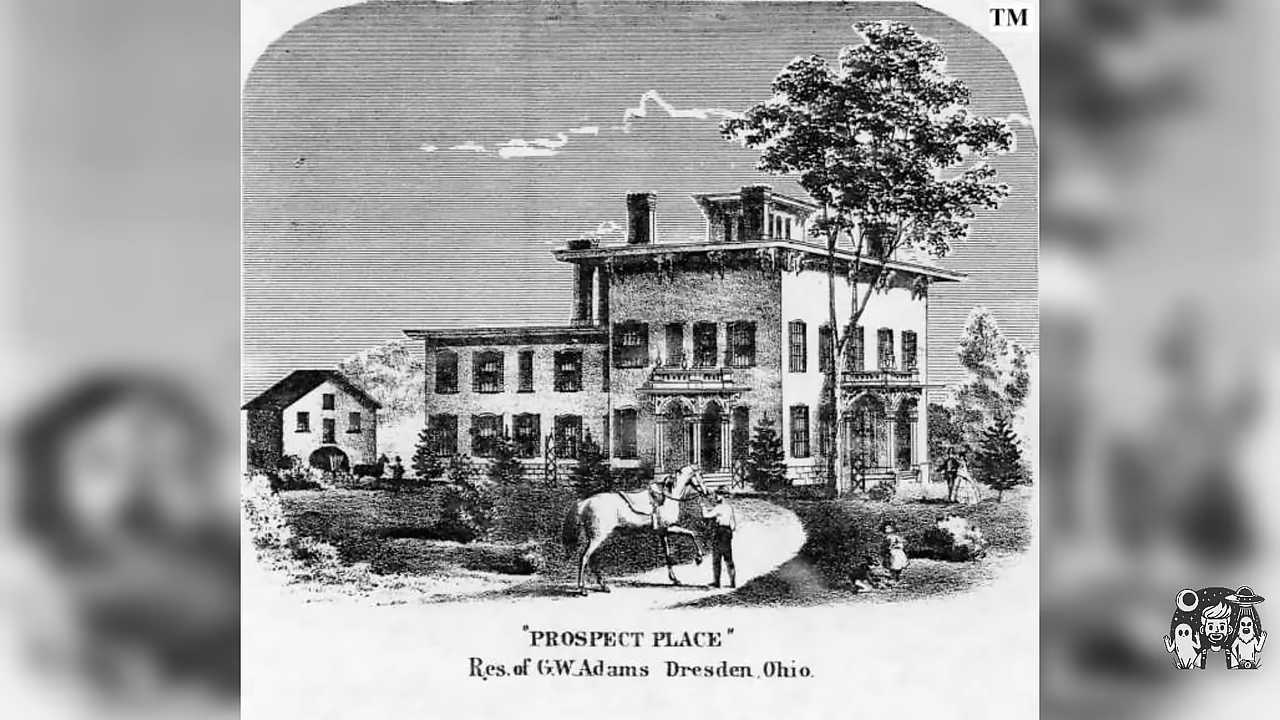 TM
"PROSPECT PLACE"
Res. of G.W. Adams Dresden, Ohio.